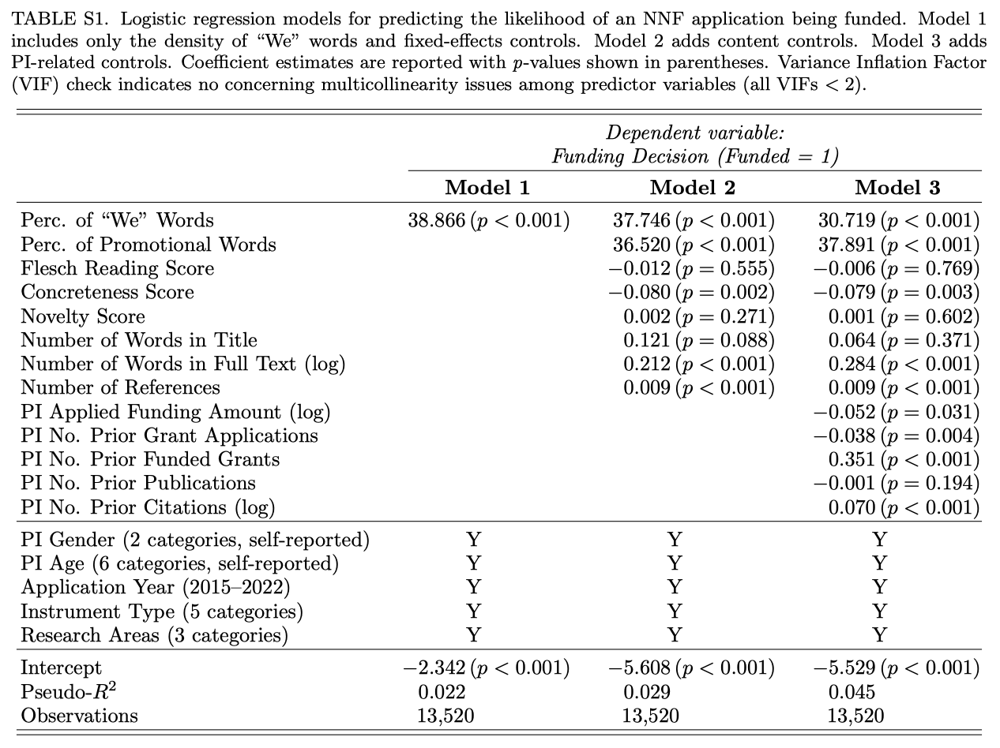 TABLE S1. Logistic regression models for predicting the likelihood of an NNF application being funded. Model 1
includes only the density of “We” words and fixed-effects controls. Model 2 adds content controls. Model 3 adds
PI-related controls. Coefficient estimates are reported with p-values shown in parentheses. Variance Inflation Factor
(VIF) check indicates no concerning multicollinearity issues among predictor variables (all VIFs < 2).
Dependent variable:
Funding Decision (Funded = 1)
Model 1 Model 2 Model 3
Perc. of “We” Words 38.866 (p < 0.001) 37.746 (p < 0.001) 30.719 (p < 0.001)
Perc. of Promotional Words 36.520 (p < 0.001) 37.891 (p < 0.001)
Flesch Reading Score −0.012 (p = 0.555) −0.006 (p = 0.769)
Concreteness Score −0.080 (p = 0.002) −0.079 (p = 0.003)
Novelty Score 0.002 (p = 0.271) 0.001 (p = 0.602)
Number of Words in Title 0.121 (p = 0.088) 0.064 (p = 0.371)
Number of Words in Full Text (log) 0.212 (p < 0.001) 0.284 (p < 0.001)
Number of References 0.009 (p < 0.001) 0.009 (p < 0.001)
PI Applied Funding Amount (log) −0.052 (p = 0.031)
PI No. Prior Grant Applications −0.038 (p = 0.004)
PI No. Prior Funded Grants 0.351 (p < 0.001)
PI No. Prior Publications −0.001 (p = 0.194)
PI No. Prior Citations (log) 0.070 (p < 0.001)
PI Gender (2 categories, self-reported) Y Y Y
PI Age (6 categories, self-reported) Y Y Y
Application Year (2015–2022) Y Y Y
Instrument Type (5 categories) Y Y Y
Research Areas (3 categories) Y Y Y
Intercept −2.342 (p < 0.001) −5.608 (p < 0.001) −5.529 (p < 0.001)
Pseudo-R² 0.022 0.029 0.045
Observations 13,520 13,520 13,520